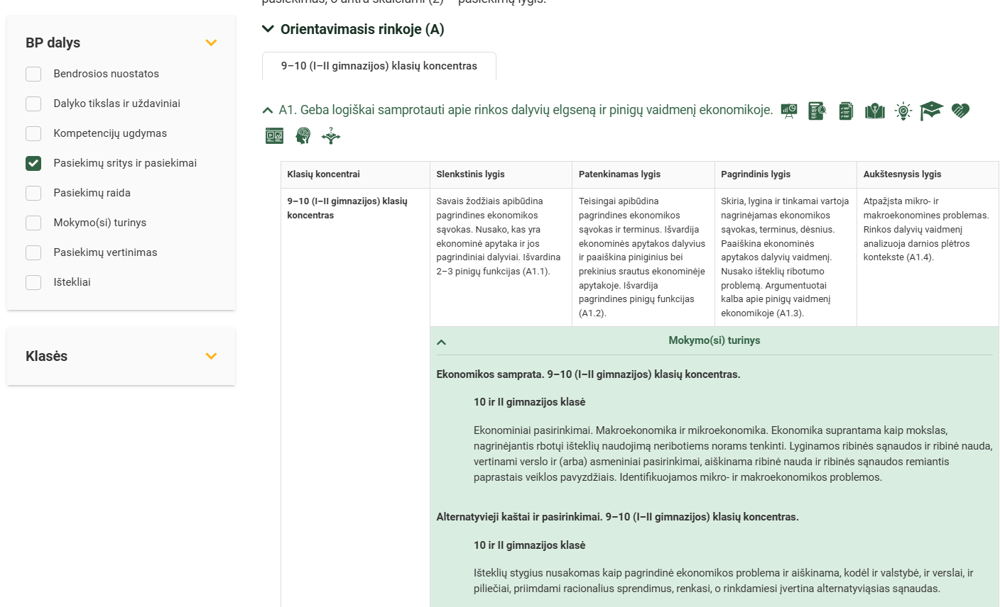 pasiekimas, o antru skaičiumi (2) – pasiekimų lygis.
BP dalys
Bendrosios nuostatos
Dalyko tikslas ir uždaviniai
Kompetencijų ugdymas
Pasiekimų sritys ir pasiekimai
Pasiekimų raida
Mokymo(si) turinys
Pasiekimų vertinimas
Ištekliai
Klasės
Orientavimasis rinkoje (A)
9–10 (I–II gimnazijos) klasių koncentras
A1. Geba logiškai samprotauti apie rinkos dalyvių elgseną ir pinigų vaidmenį ekonomikoje.
Klasių koncentrai
Slenkstinis lygis
Patenkinamas lygis
Pagrindinis lygis
Aukštesnysis lygis
9–10 (I–II gimnazijos) klasių
koncentras
Savais žodžiais apibūdina
pagrindines ekonomikos
sąvokas. Nusako, kas yra
ekonominė apytaka ir jos
pagrindiniai dalyviai. Išvardina
2–3 pinigų funkcijas (A1.1).
Teisingai apibūdina
pagrindines ekonomikos
sąvokas ir terminus. Išvardija
ekonominės apytakos dalyvius
ir paaiškina piniginius bei
prekinius srautus ekonominėje
apytakoje. Išvardija
pagrindines pinigų funkcijas
(A1.2).
Skiria, lygina ir tinkamai vartoja
nagrinėjamas ekonomikos
sąvokas, terminus, dėsnius.
Paaiškina ekonominės
apytakos dalyvių vaidmenį.
Nusako išteklių ribotumo
problemą. Argumentuotai
kalba apie pinigų vaidmenį
ekonomikoje (A1.3).
Atpažįsta mikro- ir
makroekonomines problemas.
Rinkos dalyvių vaidmenį
analizuoja darnios plėtros
kontekste (A1.4).
Mokymo(si) turinys
Ekonomikos samprata. 9–10 (I–II gimnazijos) klasių koncentras.
10 ir II gimnazijos klasė
Ekonominiai pasirinkimai. Makroekonomika ir mikroekonomika. Ekonomika suprantama kaip mokslas,
nagrinėjantis rbotųi išteklių naudojimą neribotiems norams tenkinti. Lyginamos ribinės sąnaudos ir ribinė nauda,
vertinami verslo ir (arba) asmeniniai pasirinkimai, aiškinama ribinė nauda ir ribinės sąnaudos remiantis
paprastais veiklos pavyzdžiais. Identifikuojamos mikro- ir makroekonomikos problemos.
Alternatyvieji kaštai ir pasirinkimai. 9–10 (I–II gimnazijos) klasių koncentras.
10 ir II gimnazijos klasė
Išteklių stygius nusakomas kaip pagrindinė ekonomikos problema ir aiškinama, kodėl ir valstybė, ir verslai, ir
piliečiai, priimdami racionalius sprendimus, renkasi, o rinkdamiesi įvertina alternatyviąsias sąnaudas.